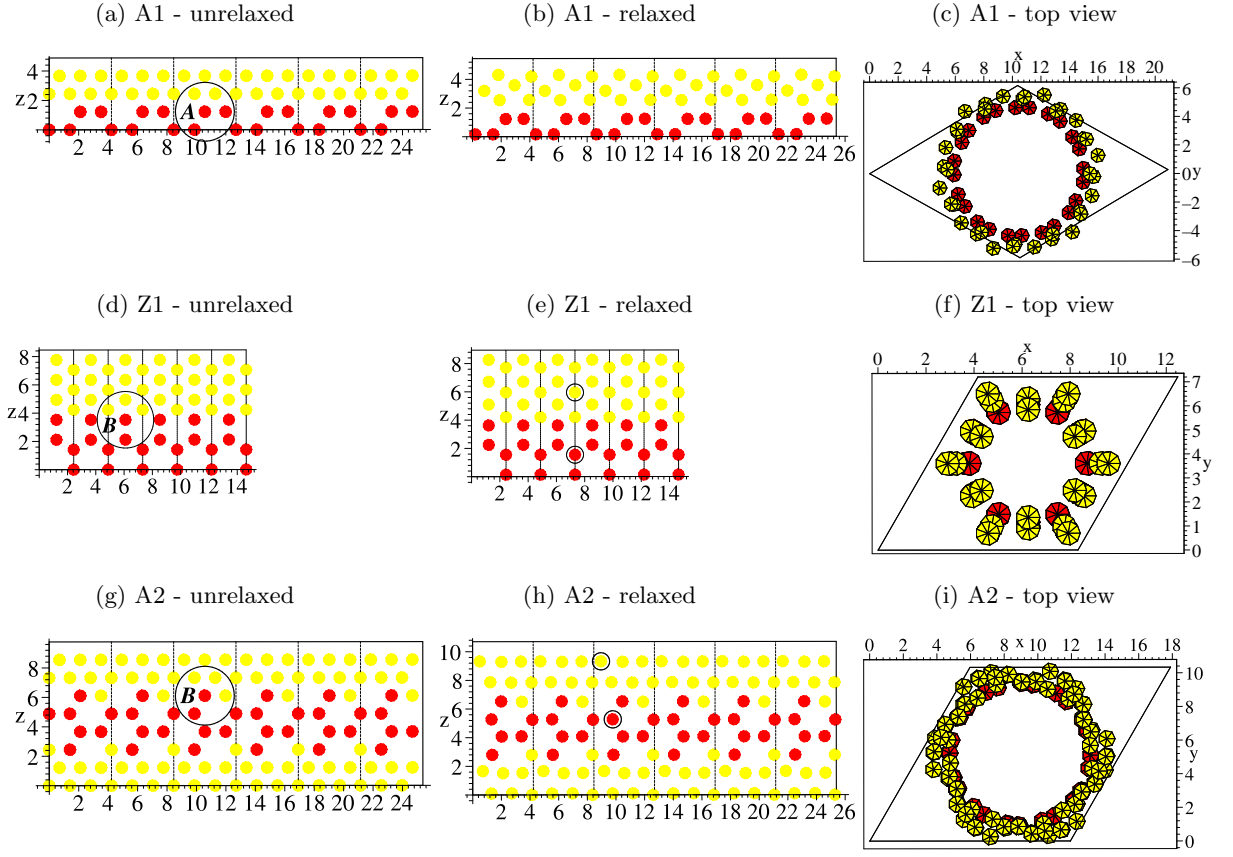 (a) A1 - unrelaxed
(b) A1 - relaxed
(c) A1 - top view
z
4
2
A
2 4 6 8 10 12 14 16 18 20 22 24
z
4
2
2 4 6 8 10 12 14 16 18 20 22 24 26
x
0 2 4 6 8 10 12 14 16 20
6
4
2
0
y
–2
–4
–6
(d) Z1 - unrelaxed
(e) Z1 - relaxed
(f) Z1 - top view
8
6
z4
2
B
2 4 6 8 10 12 14
8
6
z4
2
2 4 6 8 10 12 14
x
0 2 4 6 8 10 12
7
6
5
4
y
3
2
1
0
(g) A2 - unrelaxed
(h) A2 - relaxed
(i) A2 - top view
8
6
z
4
2
B
2 4 6 8 10 12 14 16 18 20 22 24
10
8
6
z
4
2
2 4 6 8 10 12 14 16 18 20 22 24 26
0 2 4 6 8 x 10 12 14 16 18
10
8
6
y
4
2
0